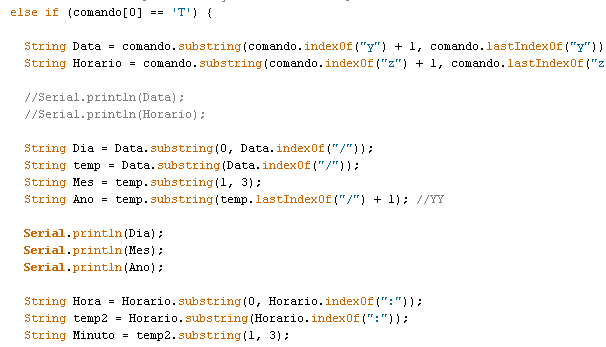 else if (comando[0] == 'T') {
String Data = comando.substring(comando.indexOf("y") + 1, comando.lastIndexOf("y"))
String Horario = comando.substring(comando.indexOf("z") + 1, comando.lastIndexOf("z
//Serial.println(Data);
//Serial.println(Horario);
String Dia = Data.substring(0, Data.indexOf("/"));
String temp = Data.substring(Data.indexOf("/"));
String Mes = temp.substring(1, 3);
String Ano = temp.substring(temp.lastIndexOf("/") + 1); //YY
Serial.println(Dia);
Serial.println(Mes);
Serial.println(Ano);
String Hora = Horario.substring(0, Horario.indexOf(":"));
String temp2 = Horario.substring(Horario.indexOf(":"));
String Minuto = temp2.substring(1, 3);